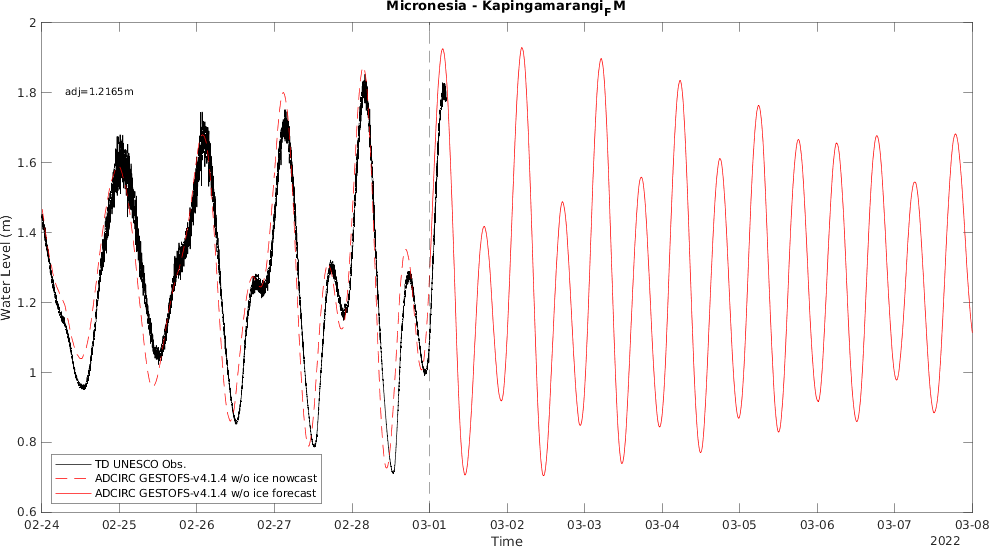 Micronesia - Kapingamarangi_FM
2
1.8
1.6
1.4
1.2
1
0.8
0.6
Water Level (m)
adj=1.2165m
TD UNESCO Obs.
ADCIRC GESTOFS-v4.1.4 w/o ice nowcast
ADCIRC GESTOFS-v4.1.4 w/o ice forecast
02-24 02-25 02-26 02-27 02-28 03-01 03-02 03-03 03-04 03-05 03-06 03-07 03-08
Time
2022